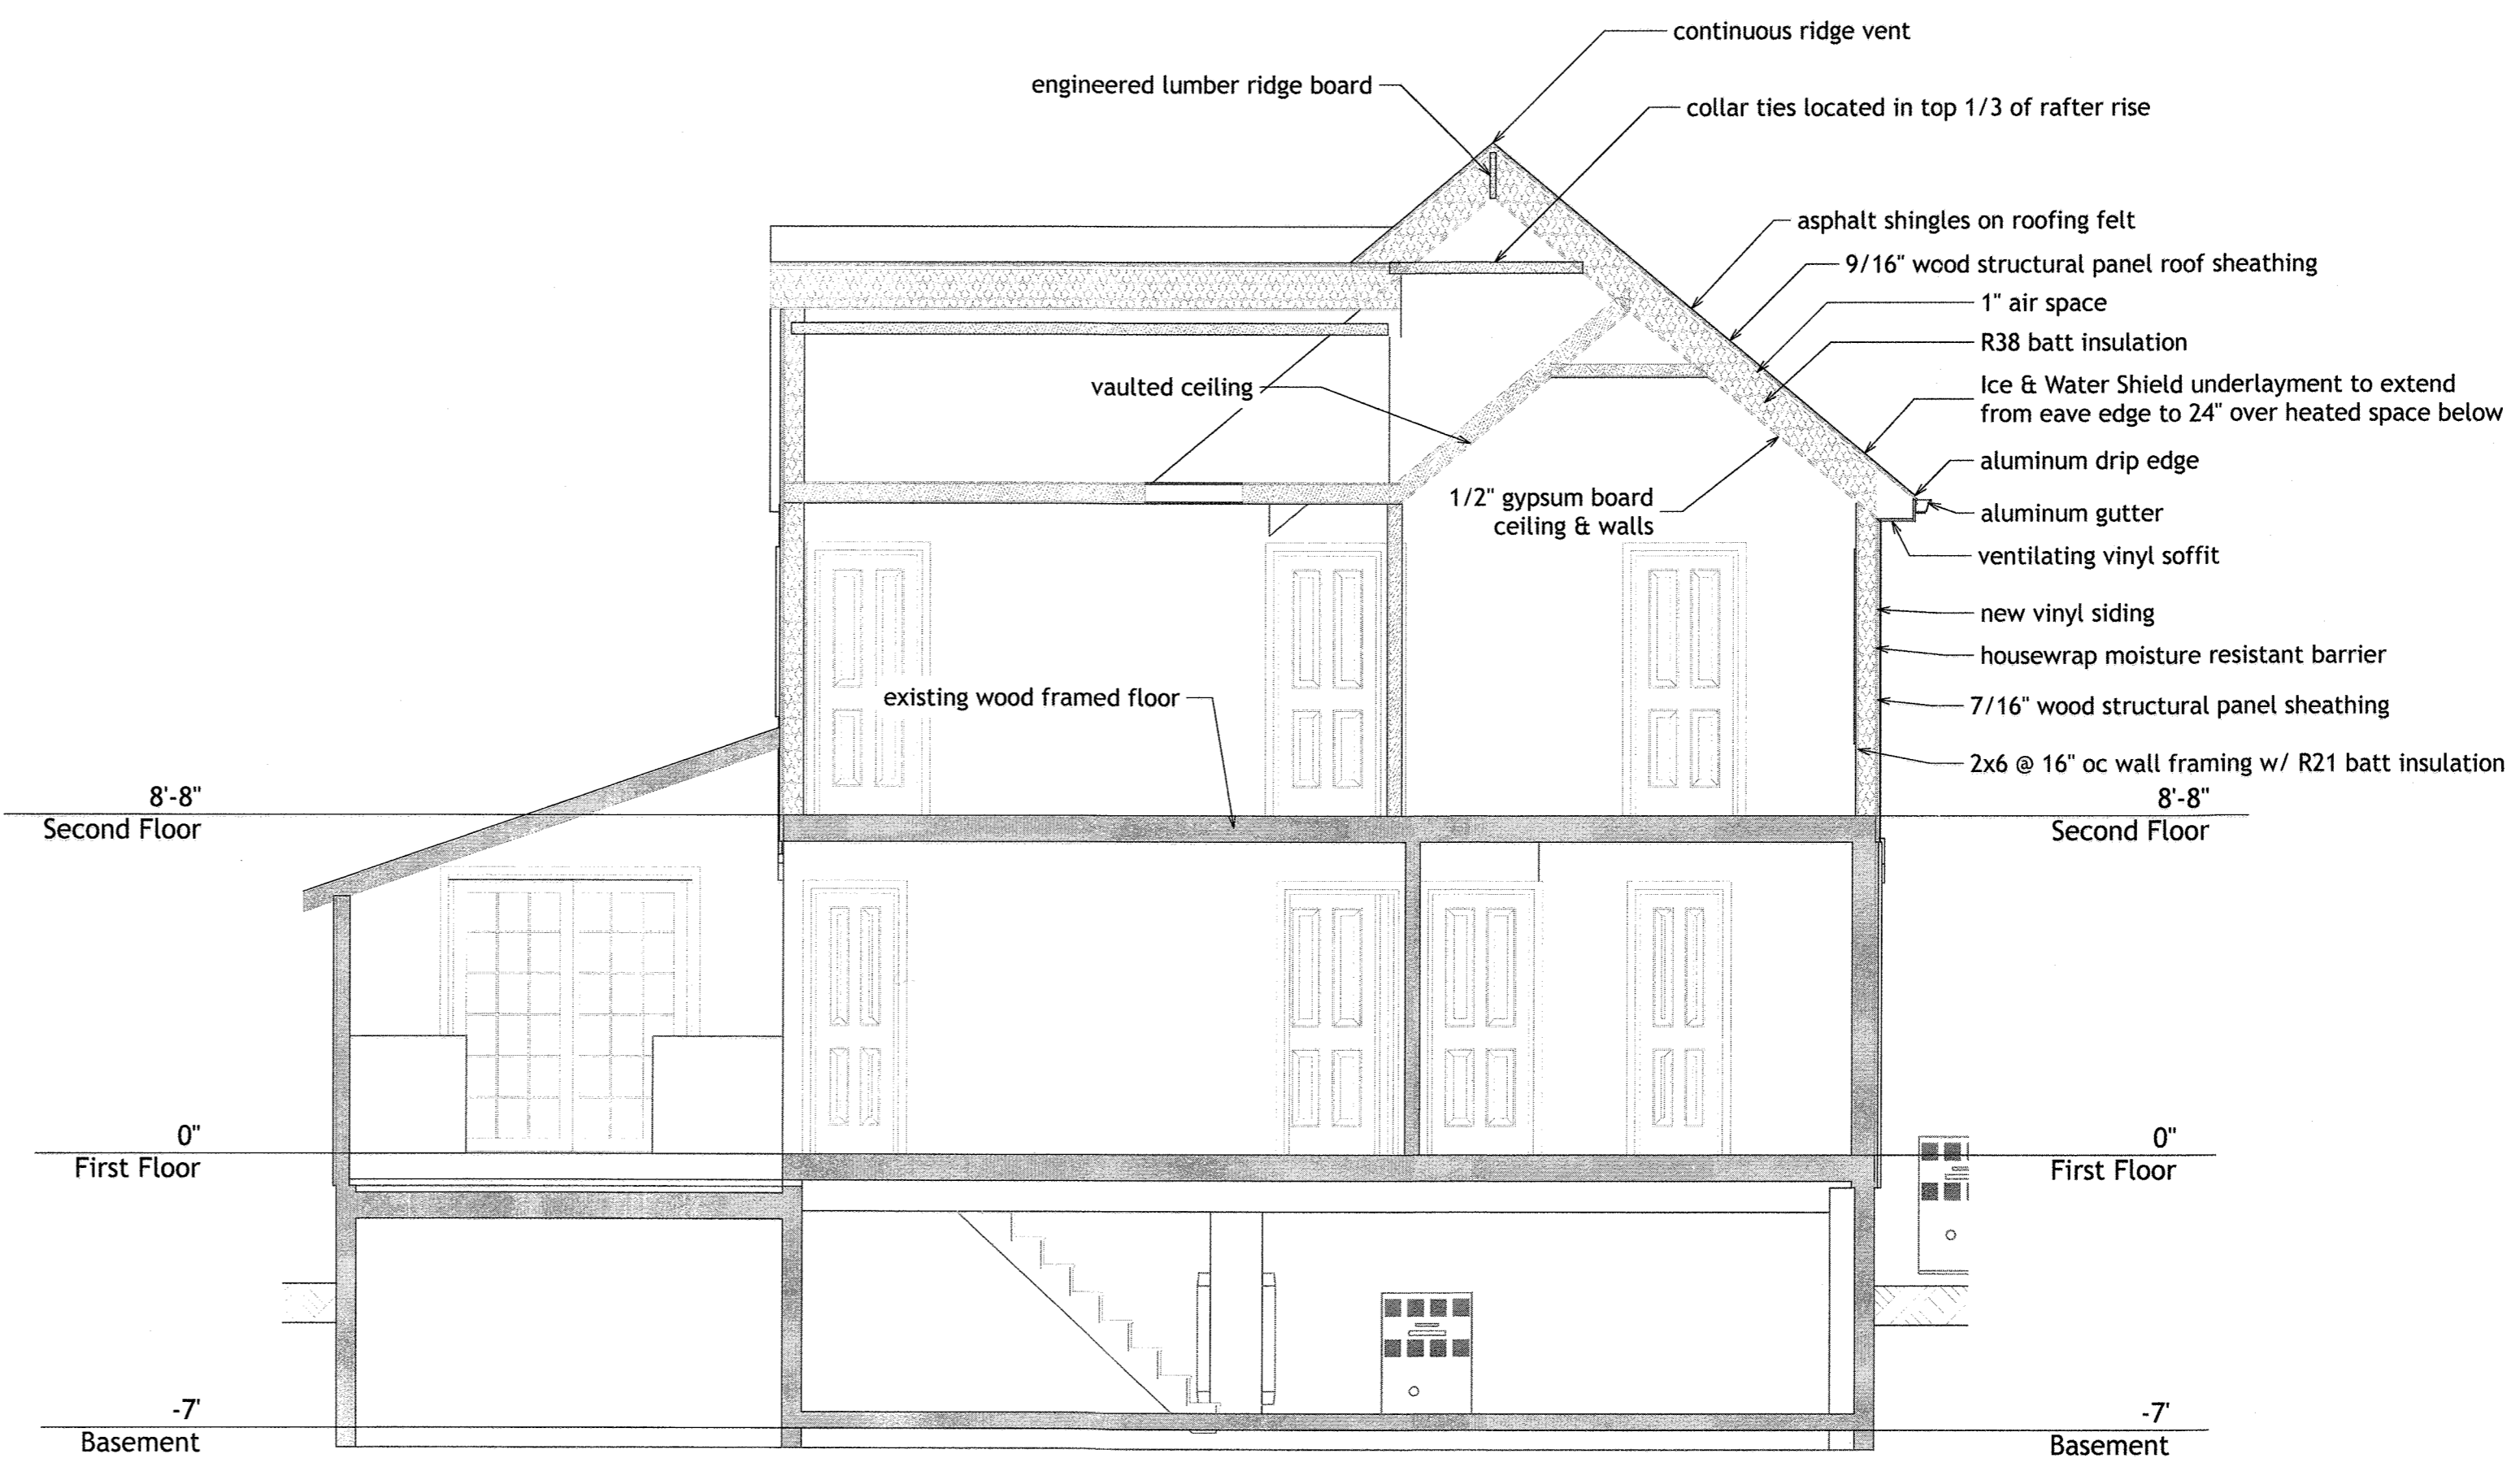 continuous ridge vent
engineered lumber ridge board
collar ties located in top 1/3 of rafter rise
asphalt shingles on roofing felt
9/16" wood structural panel roof sheathing
1" air space
R38 batt insulation
vaulted ceiling
Ice & Water Shield underlayment to extend
from eave edge to 24" over heated space below
aluminum drip edge
1/2" gypsum board
ceiling & walls
aluminum gutter
ventilating vinyl soffit
new vinyl siding
housewrap moisture resistant barrier
existing wood framed floor
7/16" wood structural panel sheathing
2x6 @ 16" oc wall framing w/ R21 batt insulation
8'-8"
Second Floor
8'-8"
Second Floor
0"
First Floor
0"
First Floor
-7'
Basement
-7'
Basement